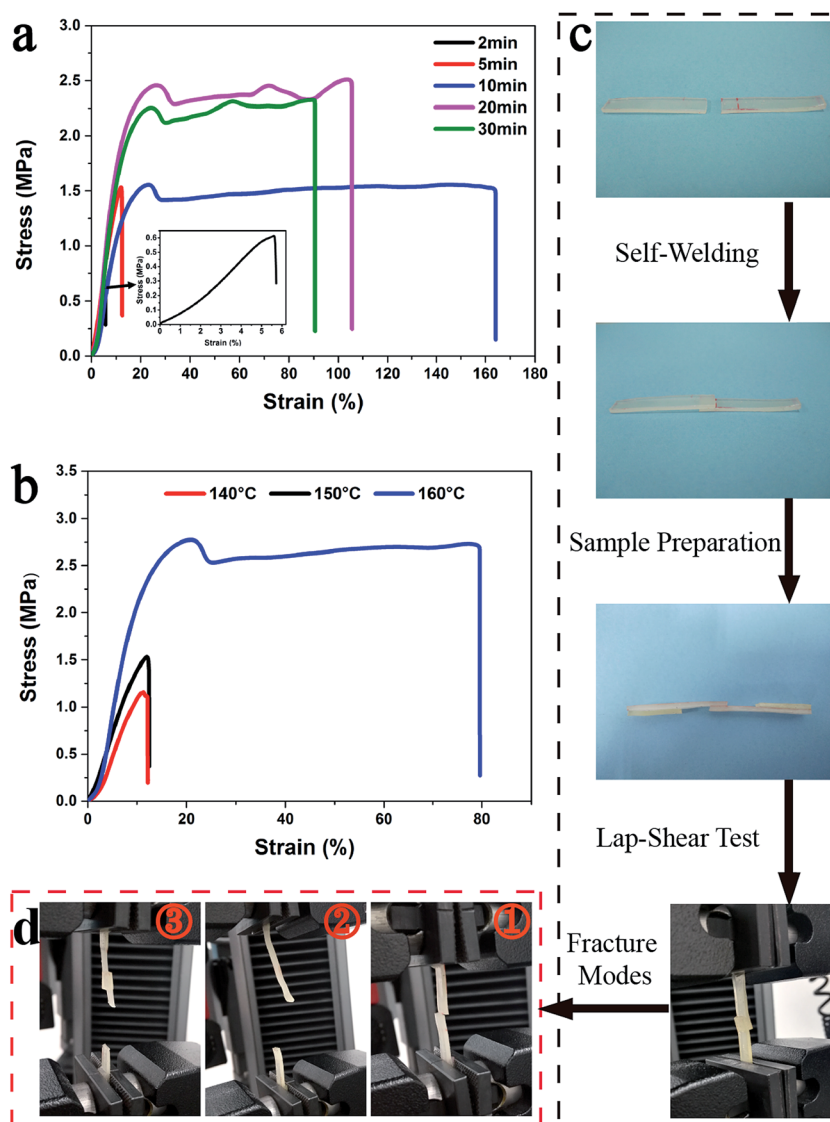 a
3.0
2.5
2.0
1.5
1.0
0.5
0.0
Stress (MPa)
2min
5min
10min
20min
30min
0.6
0.5
0.4
0.3
0.2
0.1
0.0
Stress (MPa)
0 1 2 3 4 5 6
Strain (%)
0 20 40 60 80 100 120 140 160 180
Strain (%)
b
3.5
3.0
2.5
2.0
1.5
1.0
0.5
0.0
Stress (MPa)
140°C 150°C 160°C
0 20 40 60 80
Strain (%)
c
Self-Welding
Sample Preparation
Lap-Shear Test
Fracture
Modes
d
③ ② ①